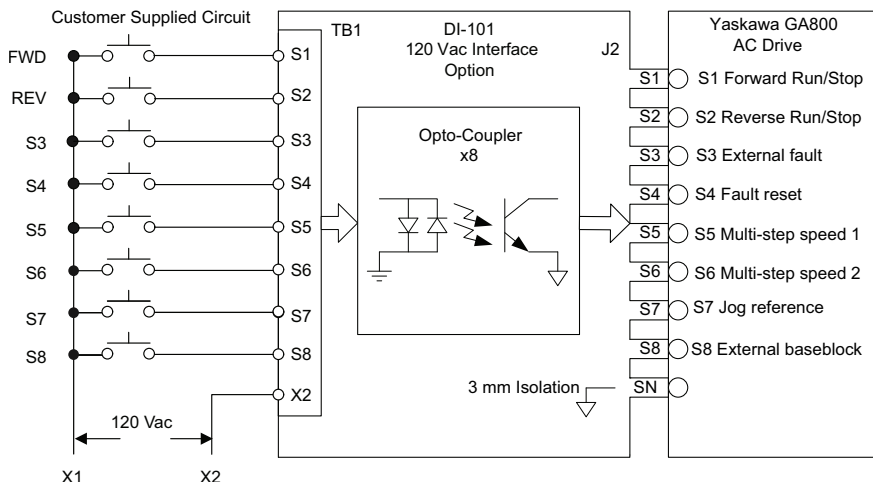 Customer Supplied Circuit
FWD
REV
S3
S4
S5
S6
S7
S8
120 Vac
X1
X2
TB1
S1
S2
S3
S4
S5
S6
S7
S8
X2
DI-101
120 Vac Interface
Option
J2
Opto-Coupler
x8
3 mm Isolation
Yaskawa GA800
AC Drive
S1 S1 Forward Run/Stop
S2 S2 Reverse Run/Stop
S3 S3 External fault
S4 S4 Fault reset
S5 S5 Multi-step speed 1
S6 S6 Multi-step speed 2
S7 S7 Jog reference
S8 S8 External baseblock
SN